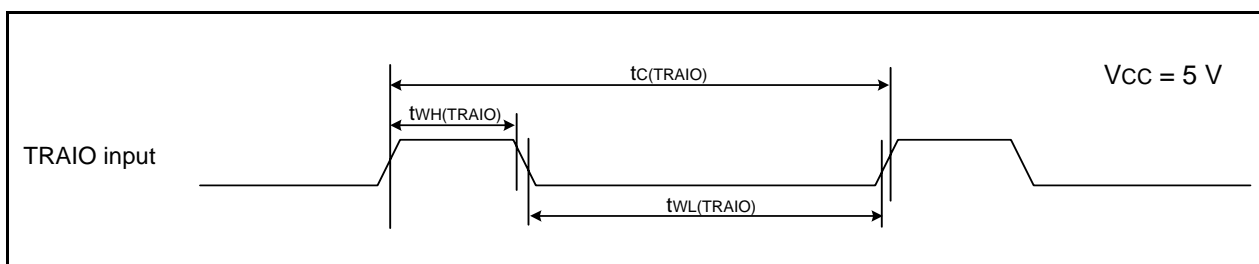 tC(TRAIO)
VCC = 5 V
tWH(TRAIO)
TRAIO input
tWL(TRAIO)